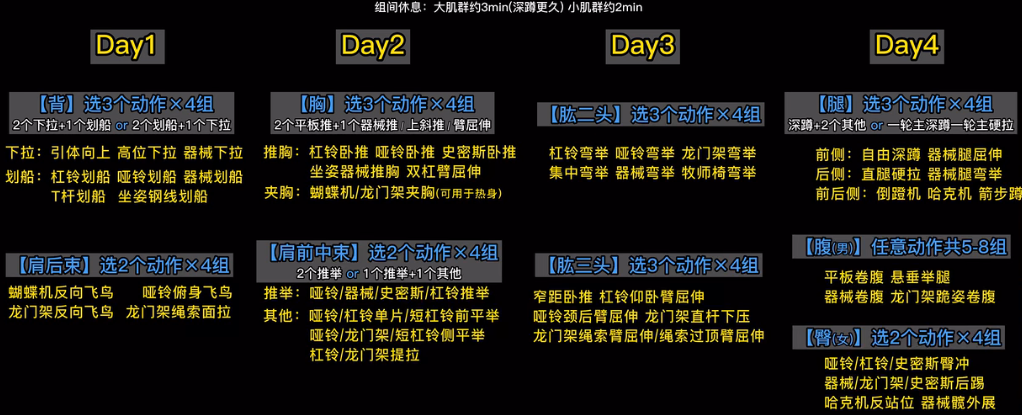 组间休息：大肌群约3min(深蹲更久) 小肌群约2min
Day1
【背】选3个动作×4组
2个下拉+1个划船 or 2个划船+1个下拉
下拉：引体向上 高位下拉 器械下拉
划船：杠铃划船 哑铃划船 器械划船
T杆划船 坐姿钢线划船
【肩后束】选2个动作×4组
蝴蝶机反向飞鸟 哑铃俯身飞鸟
龙门架反向飞鸟 龙门架绳索面拉
Day2
【胸】选3个动作×4组
2个平板推+1个器械推/上斜推/臂屈伸
推胸：杠铃卧推 哑铃卧推 史密斯卧推
坐姿器械推胸 双杠臂屈伸
夹胸：蝴蝶机/龙门架夹胸(可用于热身)
【肩前中束】选2个动作×4组
2个推举 or 1个推举+1个其他
推举：哑铃/器械/史密斯/杠铃推举
其他：哑铃/杠铃单片/短杠铃前平举
哑铃/龙门架/短杠铃侧平举
杠铃/龙门架提拉
Day3
【肱二头】选3个动作×4组
杠铃弯举 哑铃弯举 龙门架弯举
集中弯举 器械弯举 牧师椅弯举
【肱三头】选3个动作×4组
窄距卧推 杠铃仰卧臂屈伸
哑铃颈后臂屈伸 龙门架直杆下压
龙门架绳索臂屈伸/绳索过顶臂屈伸
Day4
【腿】选3个动作×4组
深蹲+2个其他 or 一轮主深蹲一轮主硬拉
前侧：自由深蹲 器械腿屈伸
后侧：直腿硬拉 器械腿弯举
前后侧：倒蹬机 哈克机 箭步蹲
【腹(男)】任意动作共5-8组
平板卷腹 悬垂举腿
器械卷腹 龙门架跪姿卷腹
【臀(女)】选2个动作×4组
哑铃/杠铃/史密斯臀冲
器械/龙门架/史密斯后踢
哈克机反站位 器械髋外展